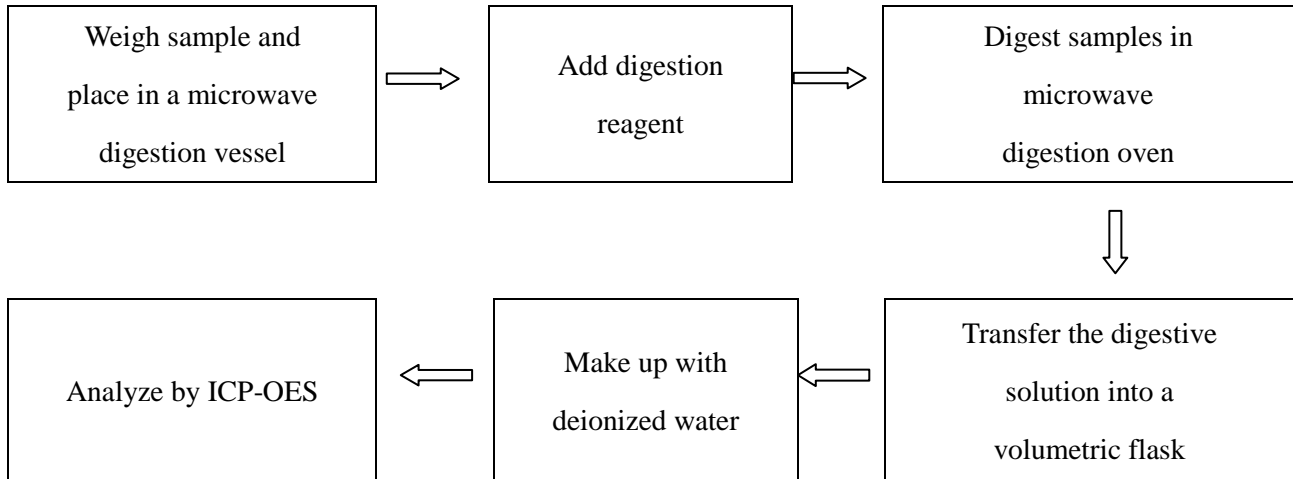 Weigh sample and
place in a microwave
digestion vessel
Add digestion
reagent
Digest samples in
microwave
digestion oven
Transfer the digestive
solution into a
volumetric flask
Make up with
deionized water
Analyze by ICP-OES